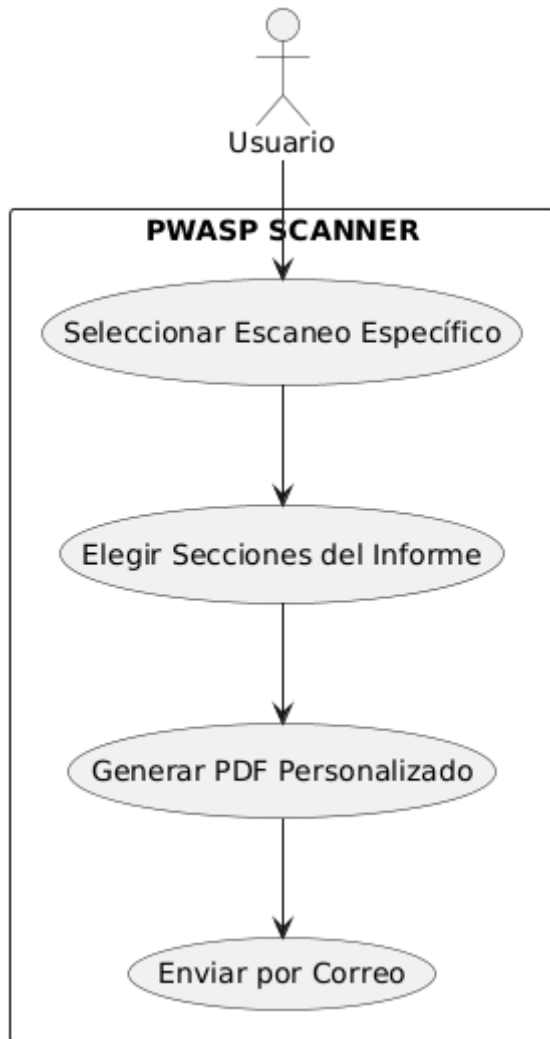 Usuario
PWASP SCANNER
Seleccionar Escaneo Específico
Elegir Secciones del Informe
Generar PDF Personalizado
Enviar por Correo